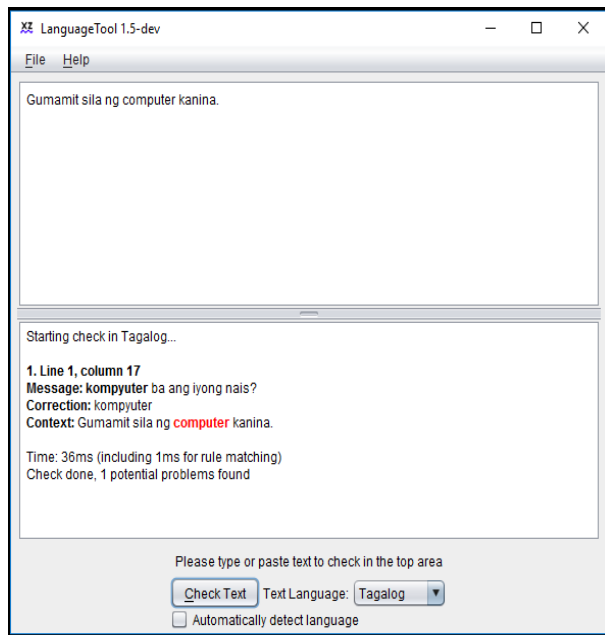 LanguageTool 1.5-dev
File Help
Gumamit sila ng computer kanina.
Starting check in Tagalog...
1. Line 1, column 17
Message: kompyuter ba ang iyong nais?
Correction: kompyuter
Context: Gumamit sila ng computer kanina.
Time: 36ms (including 1ms for rule matching)
Check done, 1 potential problems found
Please type or paste text to check in the top area
Check Text Text Language: Tagalog
Automatically detect language